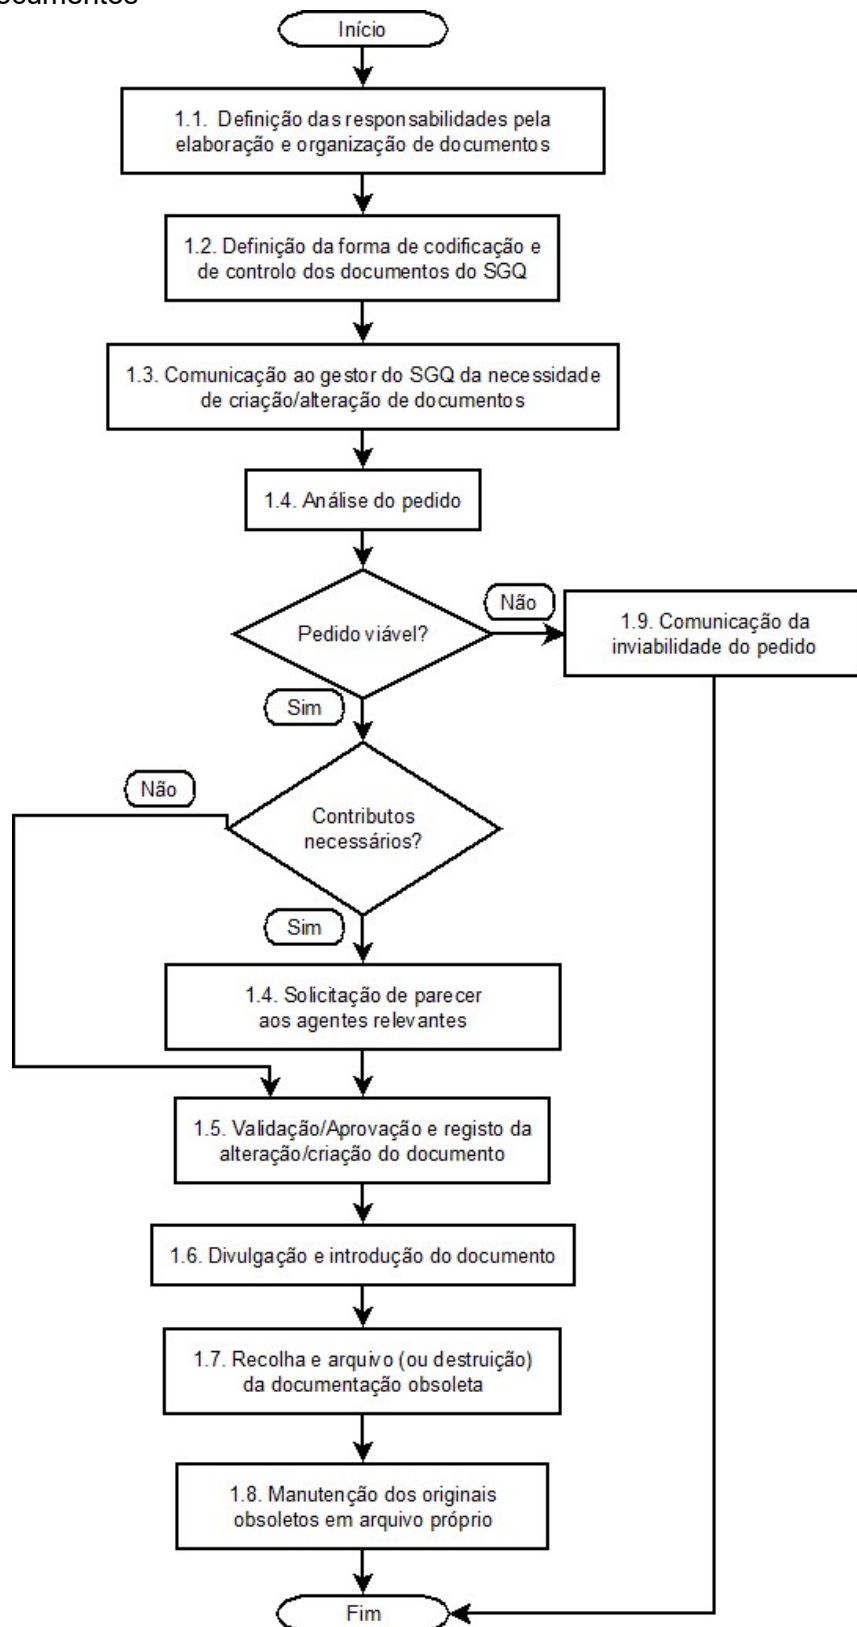 Início
1.1. Definição das responsabilidades pela
elaboração e organização de documentos
1.2. Definição da forma de codificação e
de controlo dos documentos do SGQ
1.3. Comunicação ao gestor do SGQ da necessidade
de criação/alteração de documentos
1.4. Análise do pedido
Pedido viável?
Não
1.9. Comunicação da
inviabilidade do pedido
Sim
Não
Contributos
necessários?
Sim
1.4. Solicitação de parecer
aos agentes relevantes
1.5. Validação/Aprovação e registo da
alteração/criação do documento
1.6. Divulgação e introdução do documento
1.7. Recolha e arquivo (ou destruição)
da documentação obsoleta
1.8. Manutenção dos originais
obsoletos em arquivo próprio
Fim